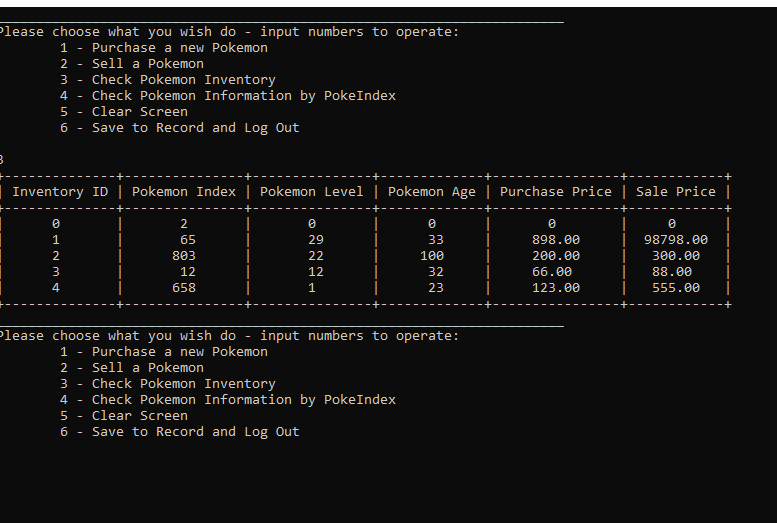 Please choose what you wish do - input numbers to operate:
1 - Purchase a new Pokemon
2 - Sell a Pokemon
3 - Check Pokemon Inventory
4 - Check Pokemon Information by PokeIndex
5 - Clear Screen
6 - Save to Record and Log Out
3
| Inventory ID | Pokemon Index | Pokemon Level | Pokemon Age | Purchase Price | Sale Price |
| 0 | 2 | 0 | 0 | 0 | 0 |
| 1 | 65 | 29 | 33 | 898.00 | 98798.00 |
| 2 | 803 | 22 | 100 | 200.00 | 300.00 |
| 3 | 12 | 12 | 32 | 66.00 | 88.00 |
| 4 | 658 | 1 | 23 | 123.00 | 555.00 |
Please choose what you wish do - input numbers to operate:
1 - Purchase a new Pokemon
2 - Sell a Pokemon
3 - Check Pokemon Inventory
4 - Check Pokemon Information by PokeIndex
5 - Clear Screen
6 - Save to Record and Log Out